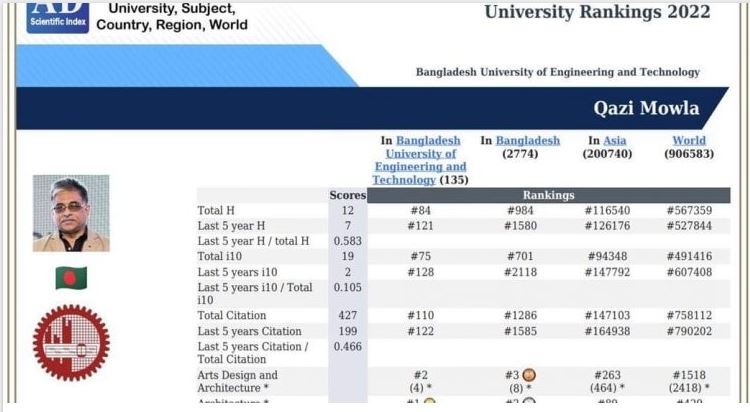 AD
Scientific Index
University, Subject,
Country, Region, World
University Rankings 2022
Bangladesh University of Engineering and Technology
Qazi Mowla
In Bangladesh University of Engineering and Technology (135) In Bangladesh (2774) In Asia (200740) World (906583)
Scores Rankings
Total H 12 #84 #984 #116540 #567359
Last 5 year H 7 #121 #1580 #126176 #527844
Last 5 year H / total H 0.583
Total i10 19 #75 #701 #94348 #491416
Last 5 years i10 2 #128 #2118 #147792 #607408
Last 5 years i10 / Total i10 0.105
Total Citation 427 #110 #1286 #147103 #758112
Last 5 years Citation 199 #122 #1585 #164938 #790202
Last 5 years Citation / Total Citation 0.466
Arts Design and Architecture * #2 (4) * #3 (8) * #263 (464) * #1518 (2418) *